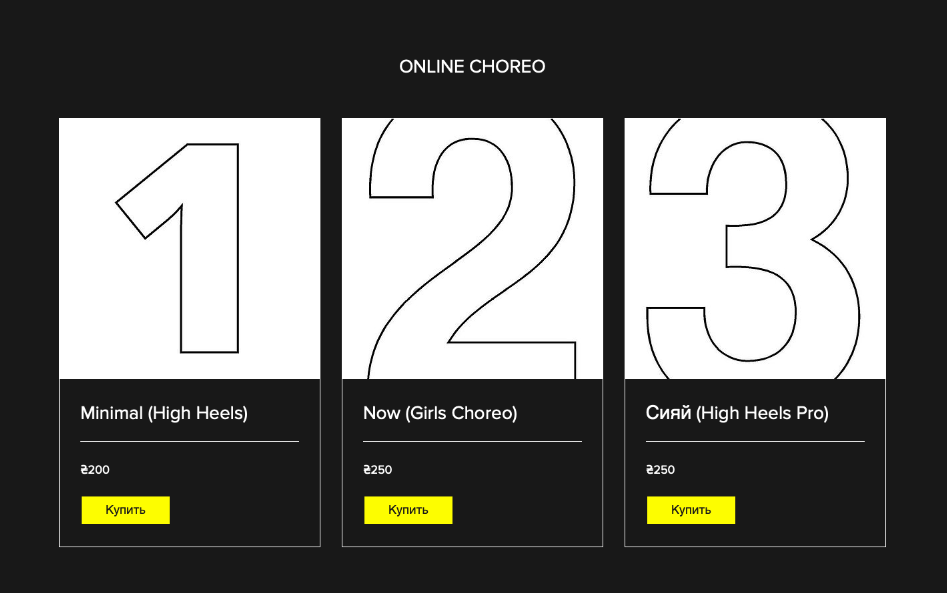 ONLINE CHOREO
1
2
3
Minimal (High Heels)
Now (Girls Choreo)
Сияй (High Heels Pro)
₴200
₴250
₴250
Купить
Купить
Купить